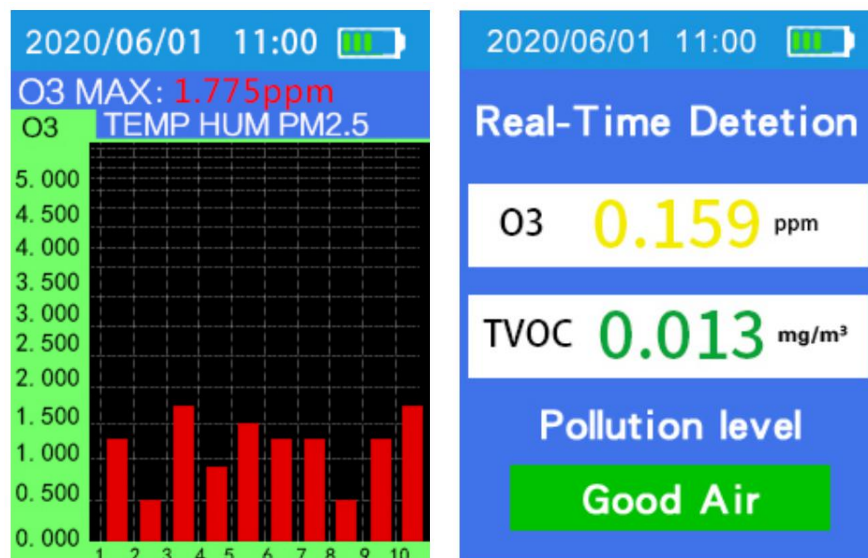 2020/06/01 11:00
O3 MAX: 1.775ppm
O3 TEMP HUM PM2.5
5.000
4.500
4.000
3.500
3.000
2.500
2.000
1.500
1.000
0.500
0.000
1 2 3 4 5 6 7 8 9 10
2020/06/01 11:00
Real-Time Detetion
O3 0.159 ppm
TVOC 0.013 mg/m³
Pollution level
Good Air